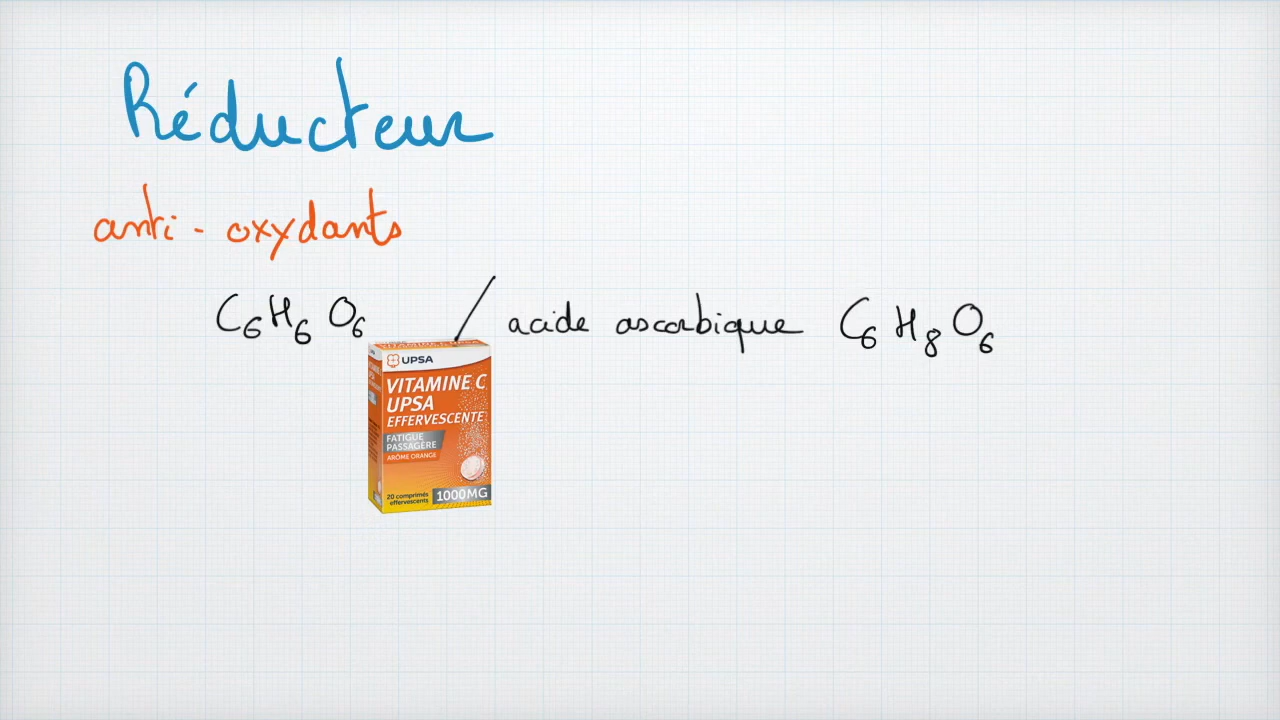 Réducteur
anti-oxydants
C₆H₆O₆ / acide ascorbique C₆H₈O₆
UPSA
VITAMINE C
UPSA
EFFERVESCENTE
FATIGUE
PASSAGÈRE
ARÔME ORANGE
20 comprimés
effervescents
1000MG